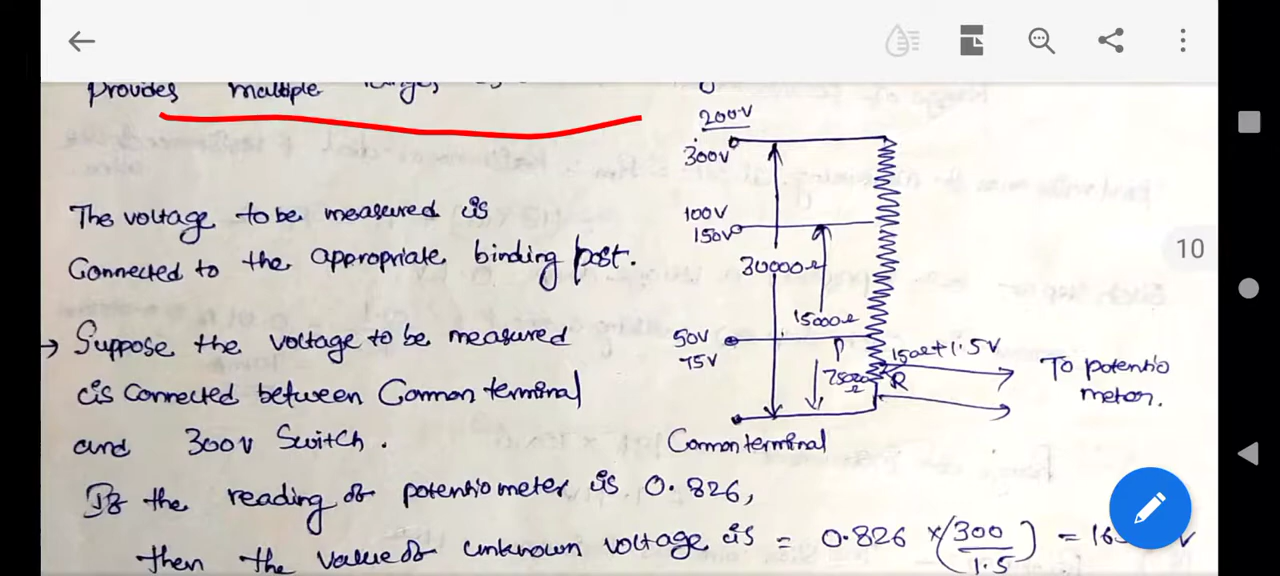 provides multiple
The voltage to be measured is
Connected to the appropriate binding post.
→ Suppose the voltage to be measured
is connected between Common terminal
and 300V Switch.
If the reading of potentiometer is 0.826,
then the value of unknown voltage is = 0.826 × (300/1.5) =
200V
300V
100V
150V
30000Ω
15000Ω
50V
75V
150Ω+1.5V
R
To potentio
meter.
Common terminal
10